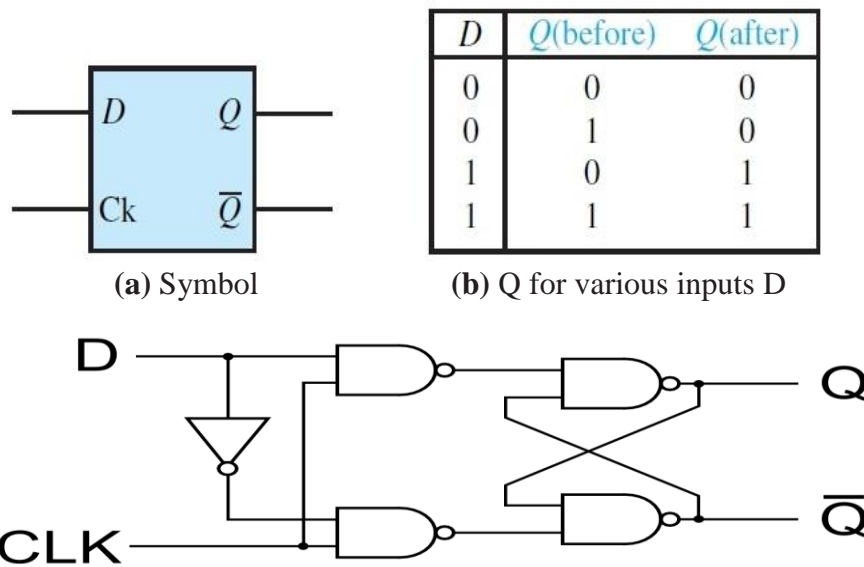 D Q
Ck Q̅
(a) Symbol
D Q(before) Q(after)
0 0 0
0 1 0
1 0 1
1 1 1
(b) Q for various inputs D
D Q
CLK Q̅